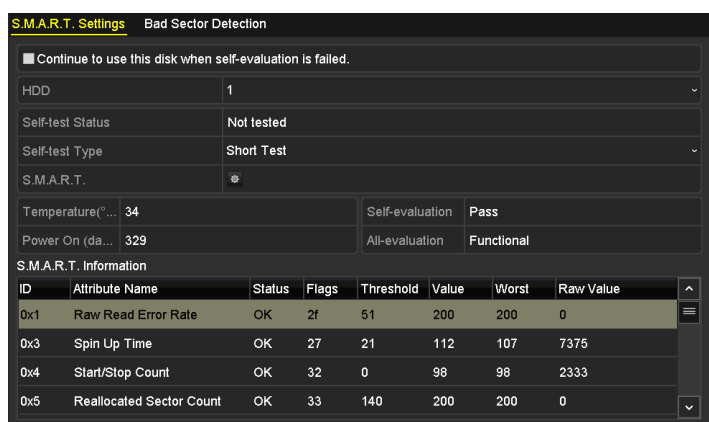 S.M.A.R.T. Settings Bad Sector Detection
Continue to use this disk when self-evaluation is failed.
HDD 1
Self-test Status Not tested
Self-test Type Short Test
S.M.A.R.T.
Temperature(°... 34 Self-evaluation Pass
Power On (da... 329 All-evaluation Functional
S.M.A.R.T. Information
ID Attribute Name Status Flags Threshold Value Worst Raw Value
0x1 Raw Read Error Rate OK 2f 51 200 200 0
0x3 Spin Up Time OK 27 21 112 107 7375
0x4 Start/Stop Count OK 32 0 98 98 2333
0x5 Reallocated Sector Count OK 33 140 200 200 0